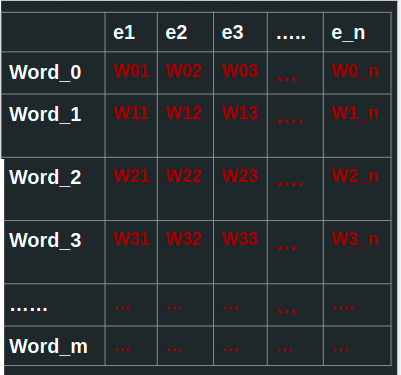 e1 e2 e3 ..... e_n
Word_0 W01 W02 W03 ... W0_n
Word_1 W11 W12 W13 .... W1_n
Word_2 W21 W22 W23 .... W2_n
Word_3 W31 W32 W33 ... W3_n
...... ... ... ... ... ....
Word_m ... ... ... ... ...